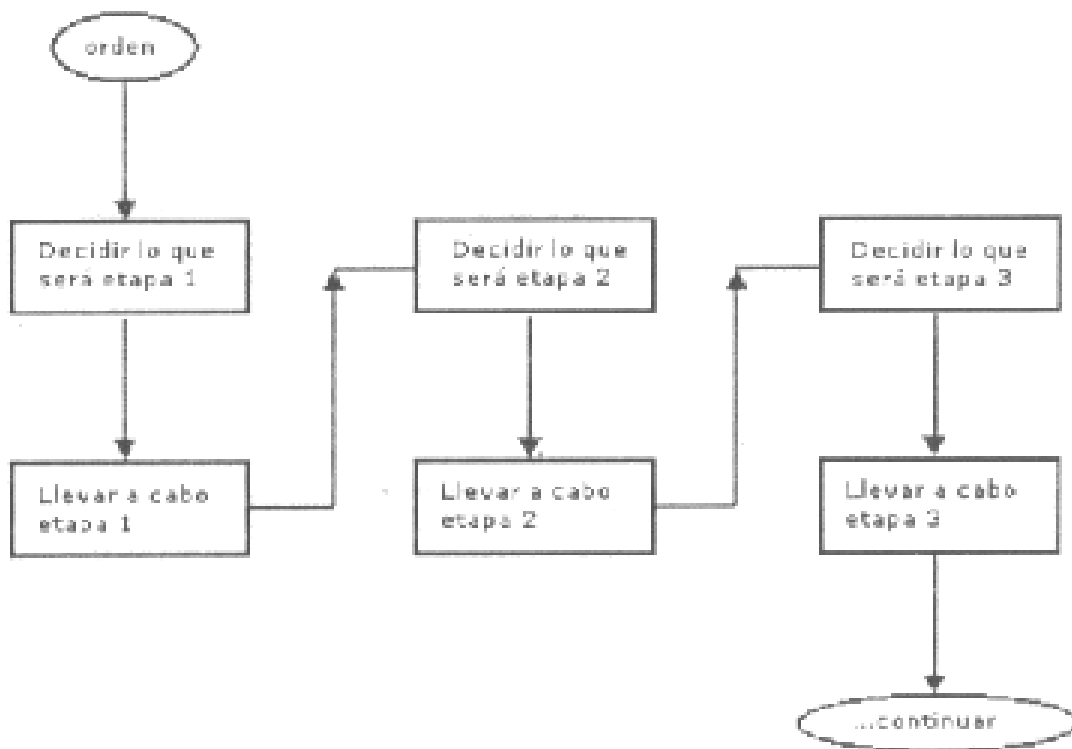 orden
Decidir lo que
será etapa 1
Llevar a cabo
etapa 1
Decidir lo que
será etapa 2
Llevar a cabo
etapa 2
Decidir lo que
será etapa 3
Llevar a cabo
etapa 3
...continuar